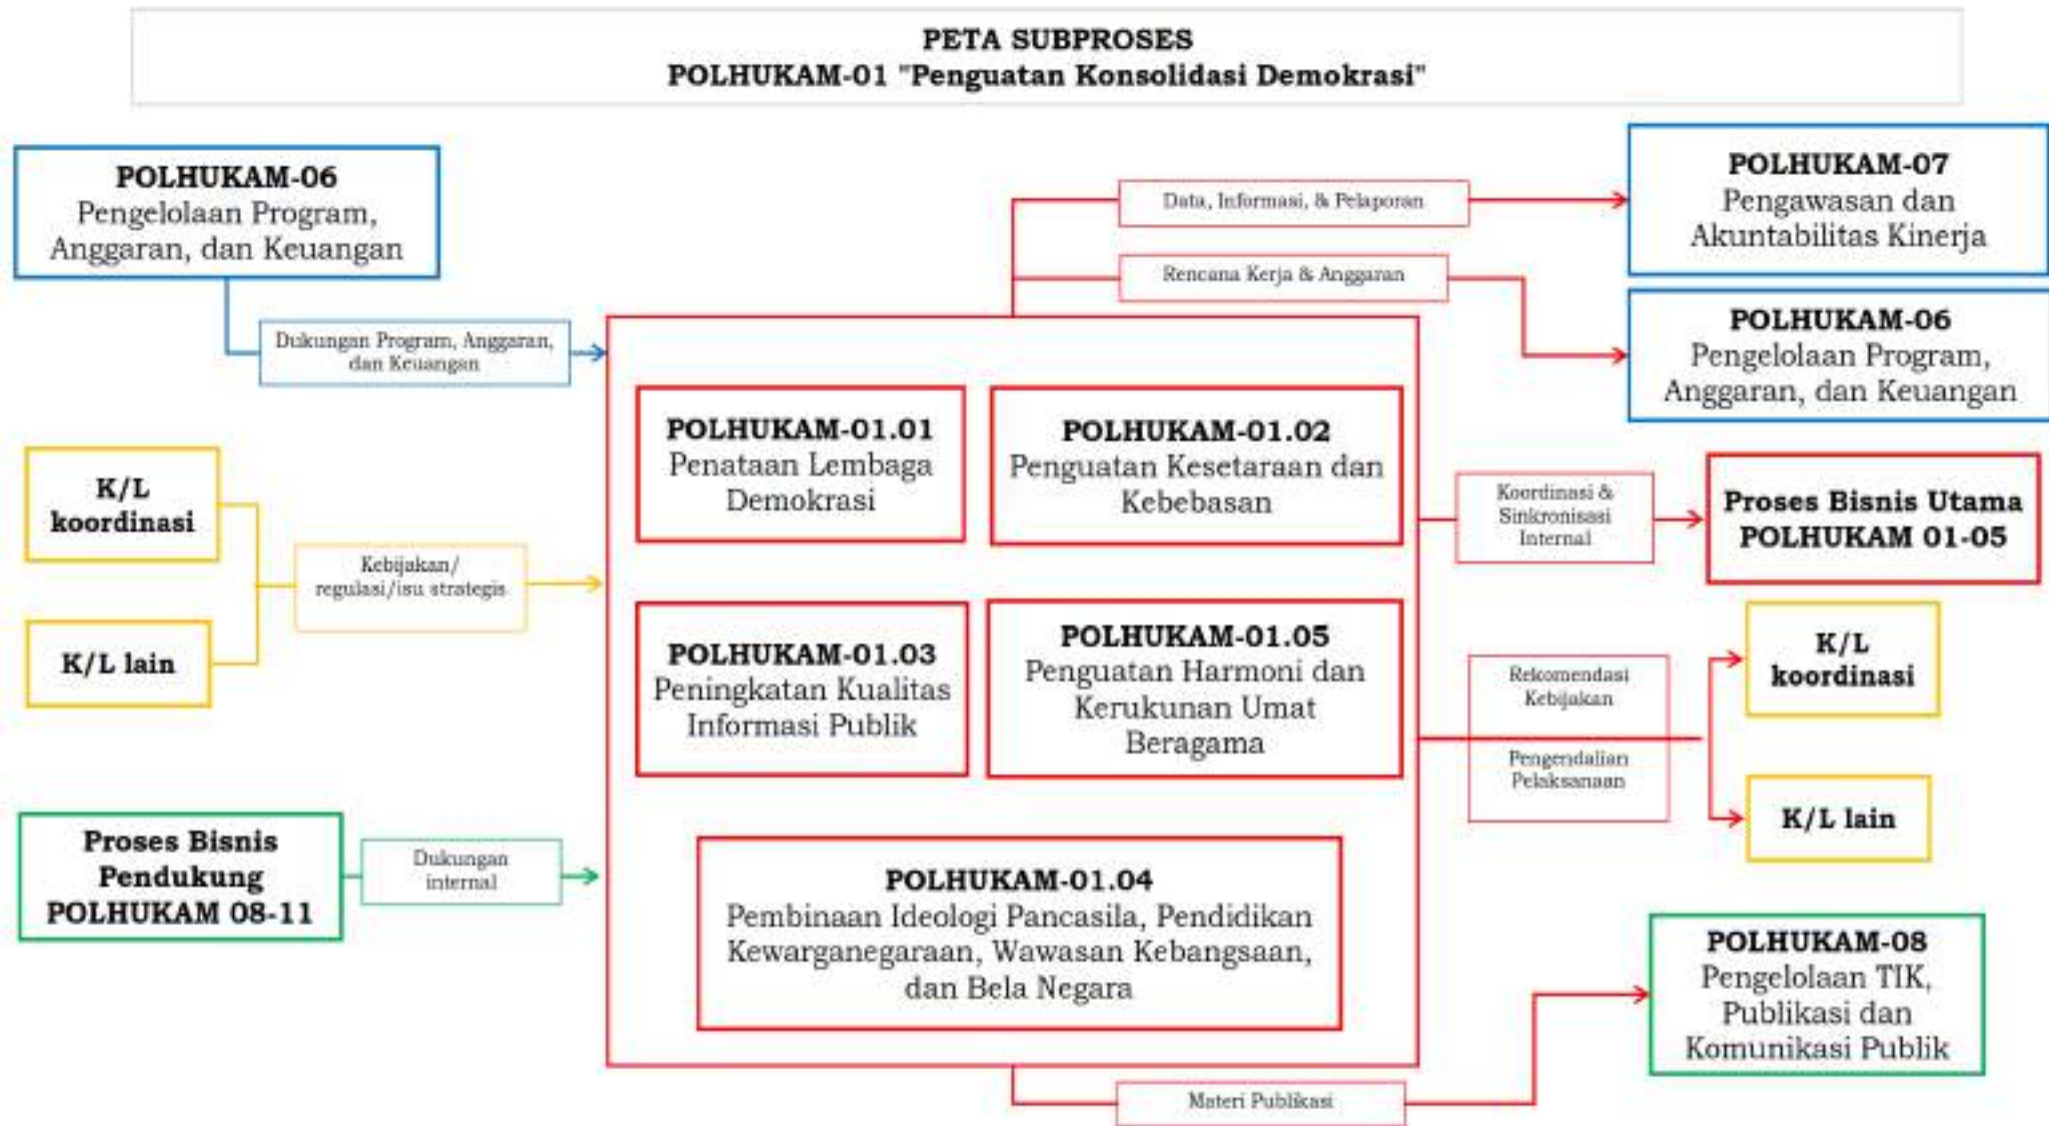 PETA SUBPROSES
POLHUKAM-01 "Penguatan Konsolidasi Demokrasi"
POLHUKAM-06
Pengelolaan Program,
Anggaran, dan Keuangan
Dukungan Program, Anggaran,
dan Keuangan
K/L
koordinasi
K/L lain
Kebijakan/
regulasi/isu strategis
Proses Bisnis
Pendukung
POLHUKAM 08-11
Dukungan
internal
POLHUKAM-01.01
Penataan Lembaga
Demokrasi
POLHUKAM-01.02
Penguatan Kesetaraan dan
Kebebasan
POLHUKAM-01.03
Peningkatan Kualitas
Informasi Publik
POLHUKAM-01.05
Penguatan Harmoni dan
Kerukunan Umat
Beragama
POLHUKAM-01.04
Pembinaan Ideologi Pancasila, Pendidikan
Kewarganegaraan, Wawasan Kebangsaan,
dan Bela Negara
Data, Informasi, & Pelaporan
POLHUKAM-07
Pengawasan dan
Akuntabilitas Kinerja
Rencana Kerja & Anggaran
POLHUKAM-06
Pengelolaan Program,
Anggaran, dan Keuangan
Koordinasi &
Sinkronisasi
Internal
Proses Bisnis Utama
POLHUKAM 01-05
Rekomendasi
Kebijakan
Pengendalian
Pelaksanaan
K/L
koordinasi
K/L lain
Materi Publikasi
POLHUKAM-08
Pengelolaan TIK,
Publikasi dan
Komunikasi Publik